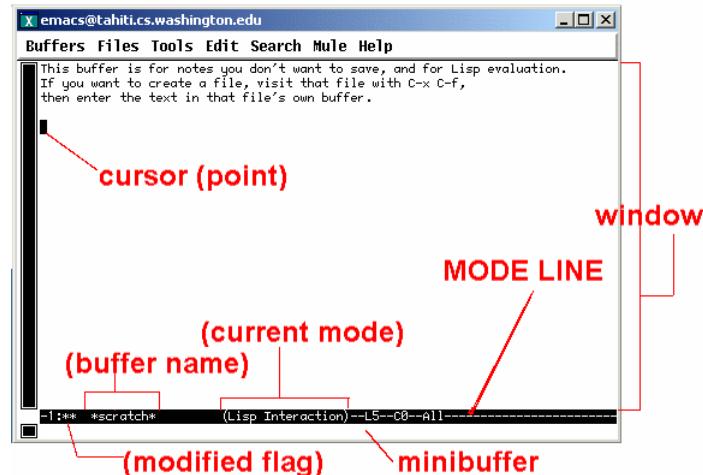 emacs@tahiti.cs.washington.edu
Buffers Files Tools Edit Search Mule Help
This buffer is for notes you don't want to save, and for Lisp evaluation.
If you want to create a file, visit that file with C-x C-f,
then enter the text in that file's own buffer.
cursor (point)
window
MODE LINE
(current mode)
(buffer name)
-1:** *scratch* (Lisp Interaction)--L5--C0--All--------------------------
(modified flag)
minibuffer